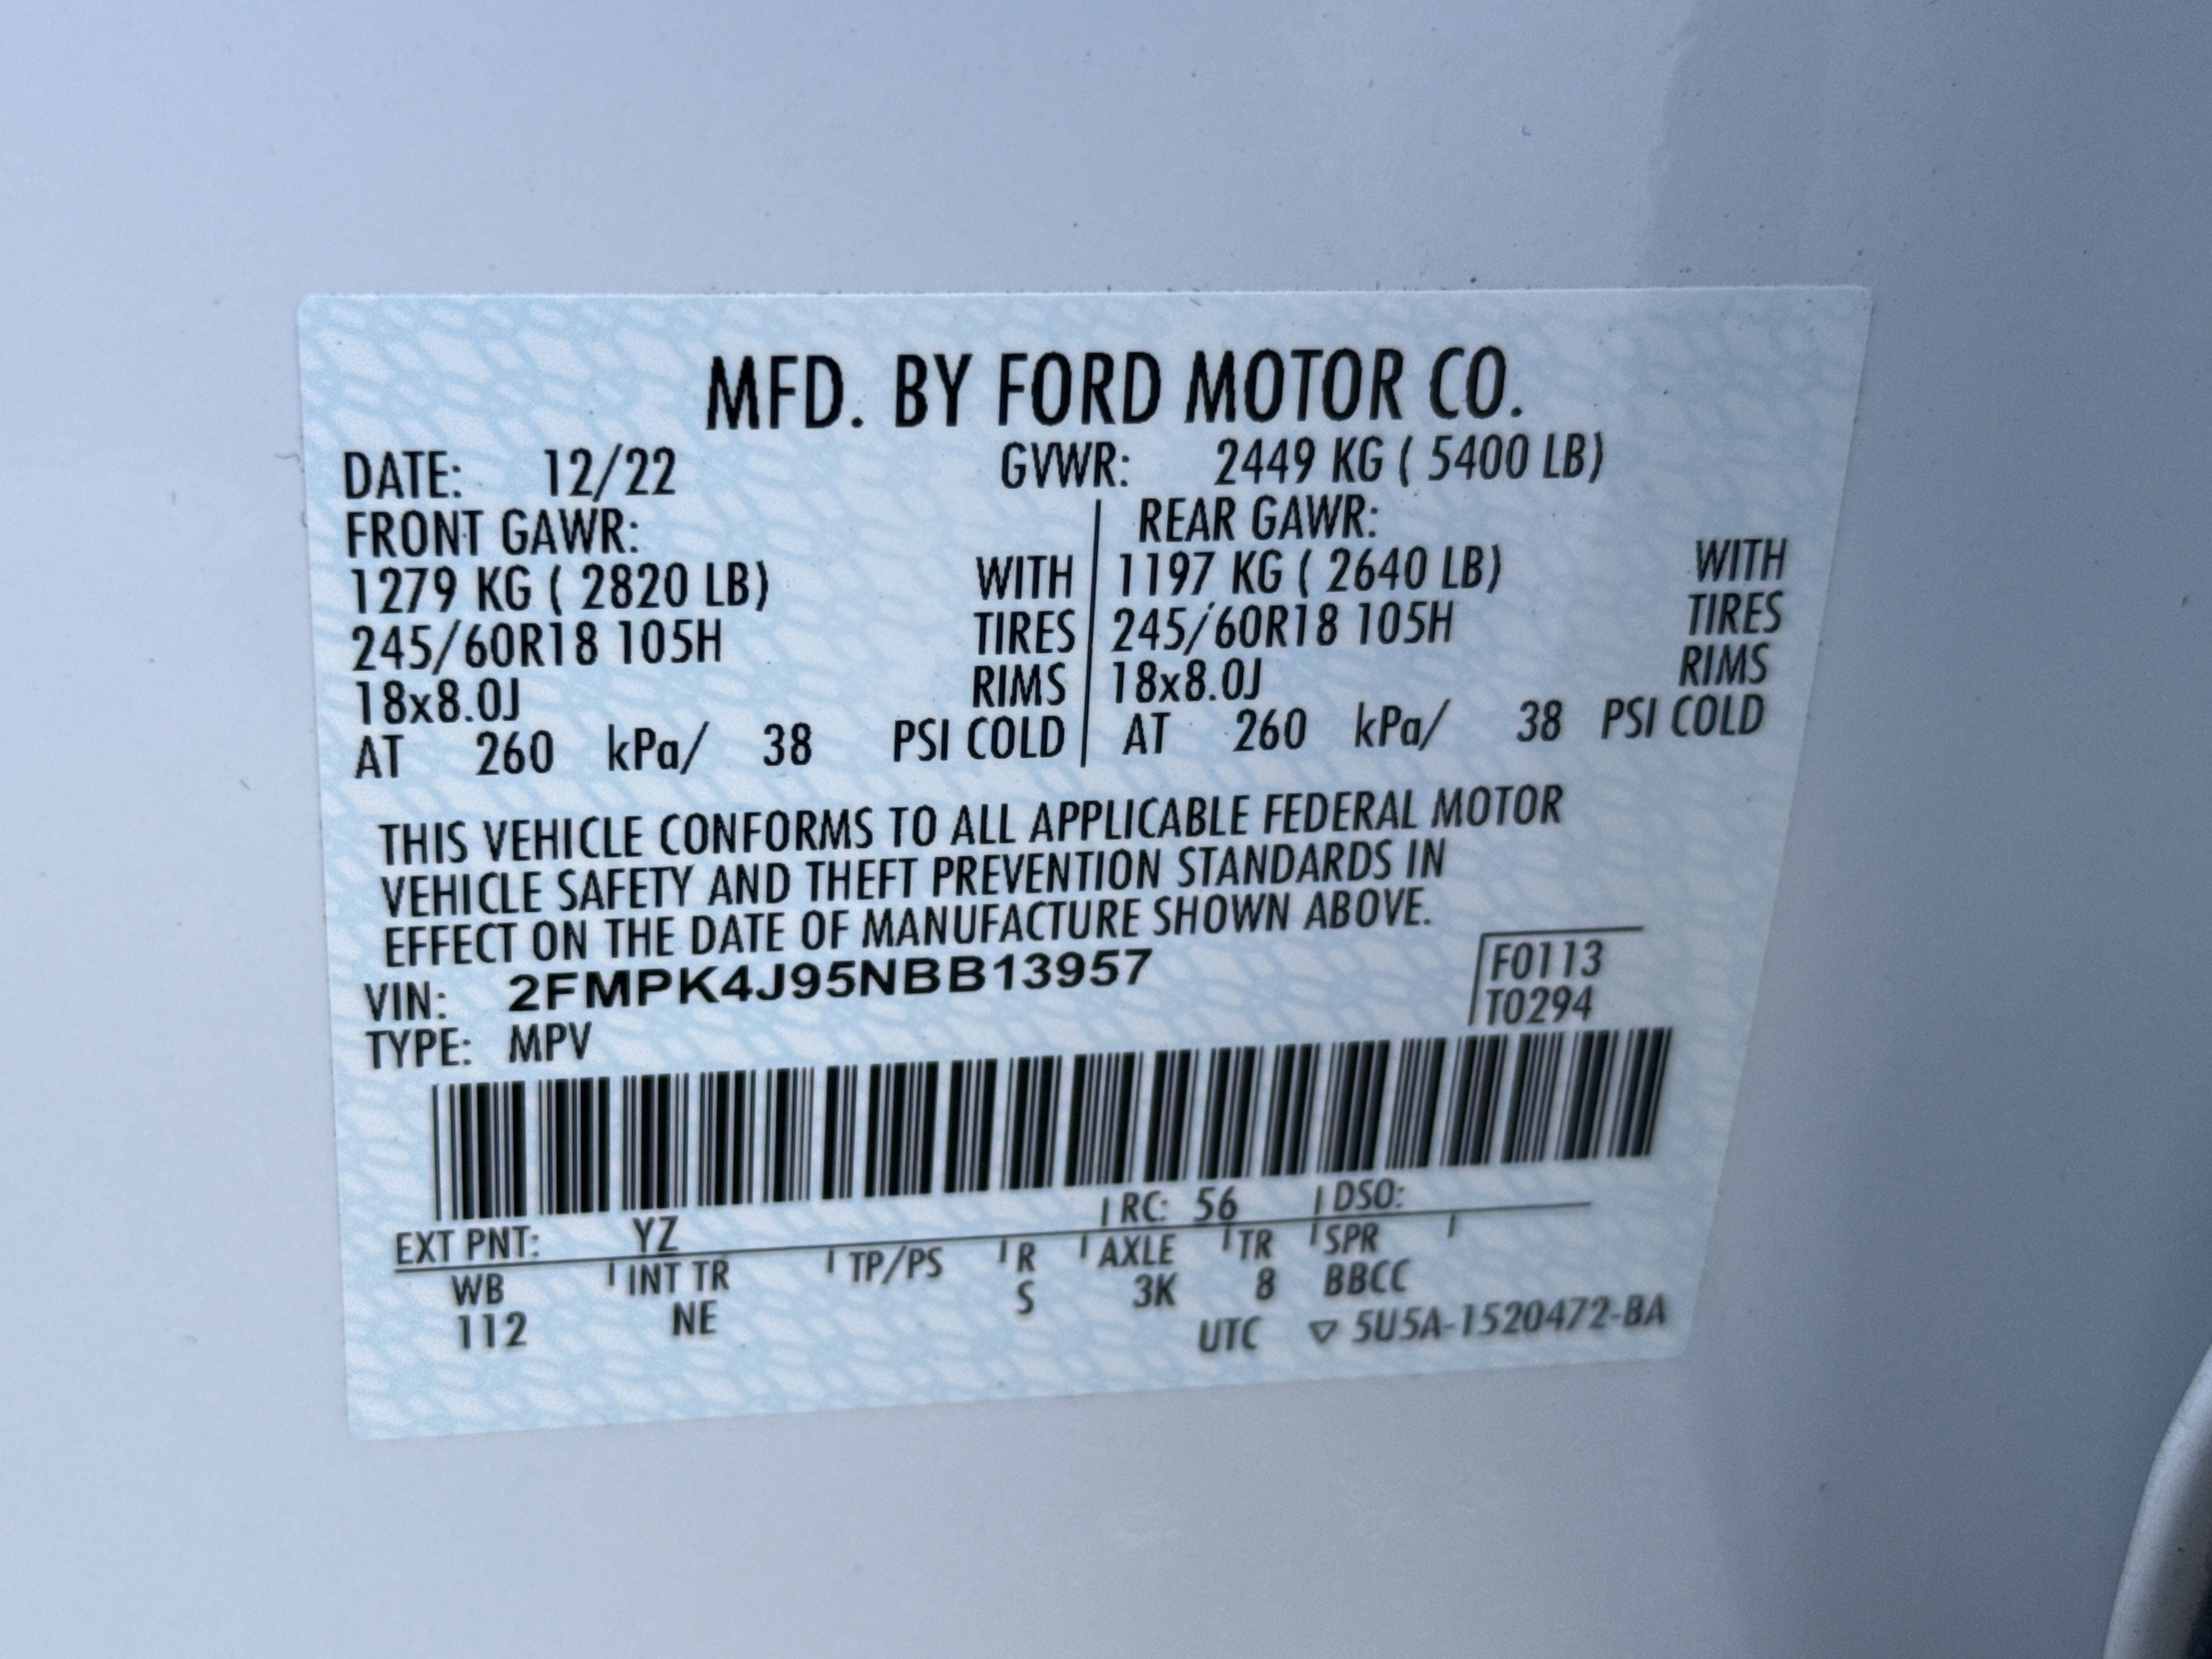 MFD. BY FORD MOTOR CO.
DATE: 12/22 GVWR: 2449 KG ( 5400 LB)
FRONT GAWR: REAR GAWR:
1279 KG ( 2820 LB) WITH 1197 KG ( 2640 LB) WITH
245/60R18 105H TIRES 245/60R18 105H TIRES
18x8.0J RIMS 18x8.0J RIMS
AT 260 kPa/ 38 PSI COLD AT 260 kPa/ 38 PSI COLD
THIS VEHICLE CONFORMS TO ALL APPLICABLE FEDERAL MOTOR
VEHICLE SAFETY AND THEFT PREVENTION STANDARDS IN
EFFECT ON THE DATE OF MANUFACTURE SHOWN ABOVE.
VIN: 2FMPK4J95NBB13957 F0113
TYPE: MPV T0294
EXT PNT: YZ RC: 56 DSO:
WB INT TR TP/PS R AXLE TR SPR
112 NE S 3K 8 BBCC
UTC ▽ 5U5A-1520472-BA